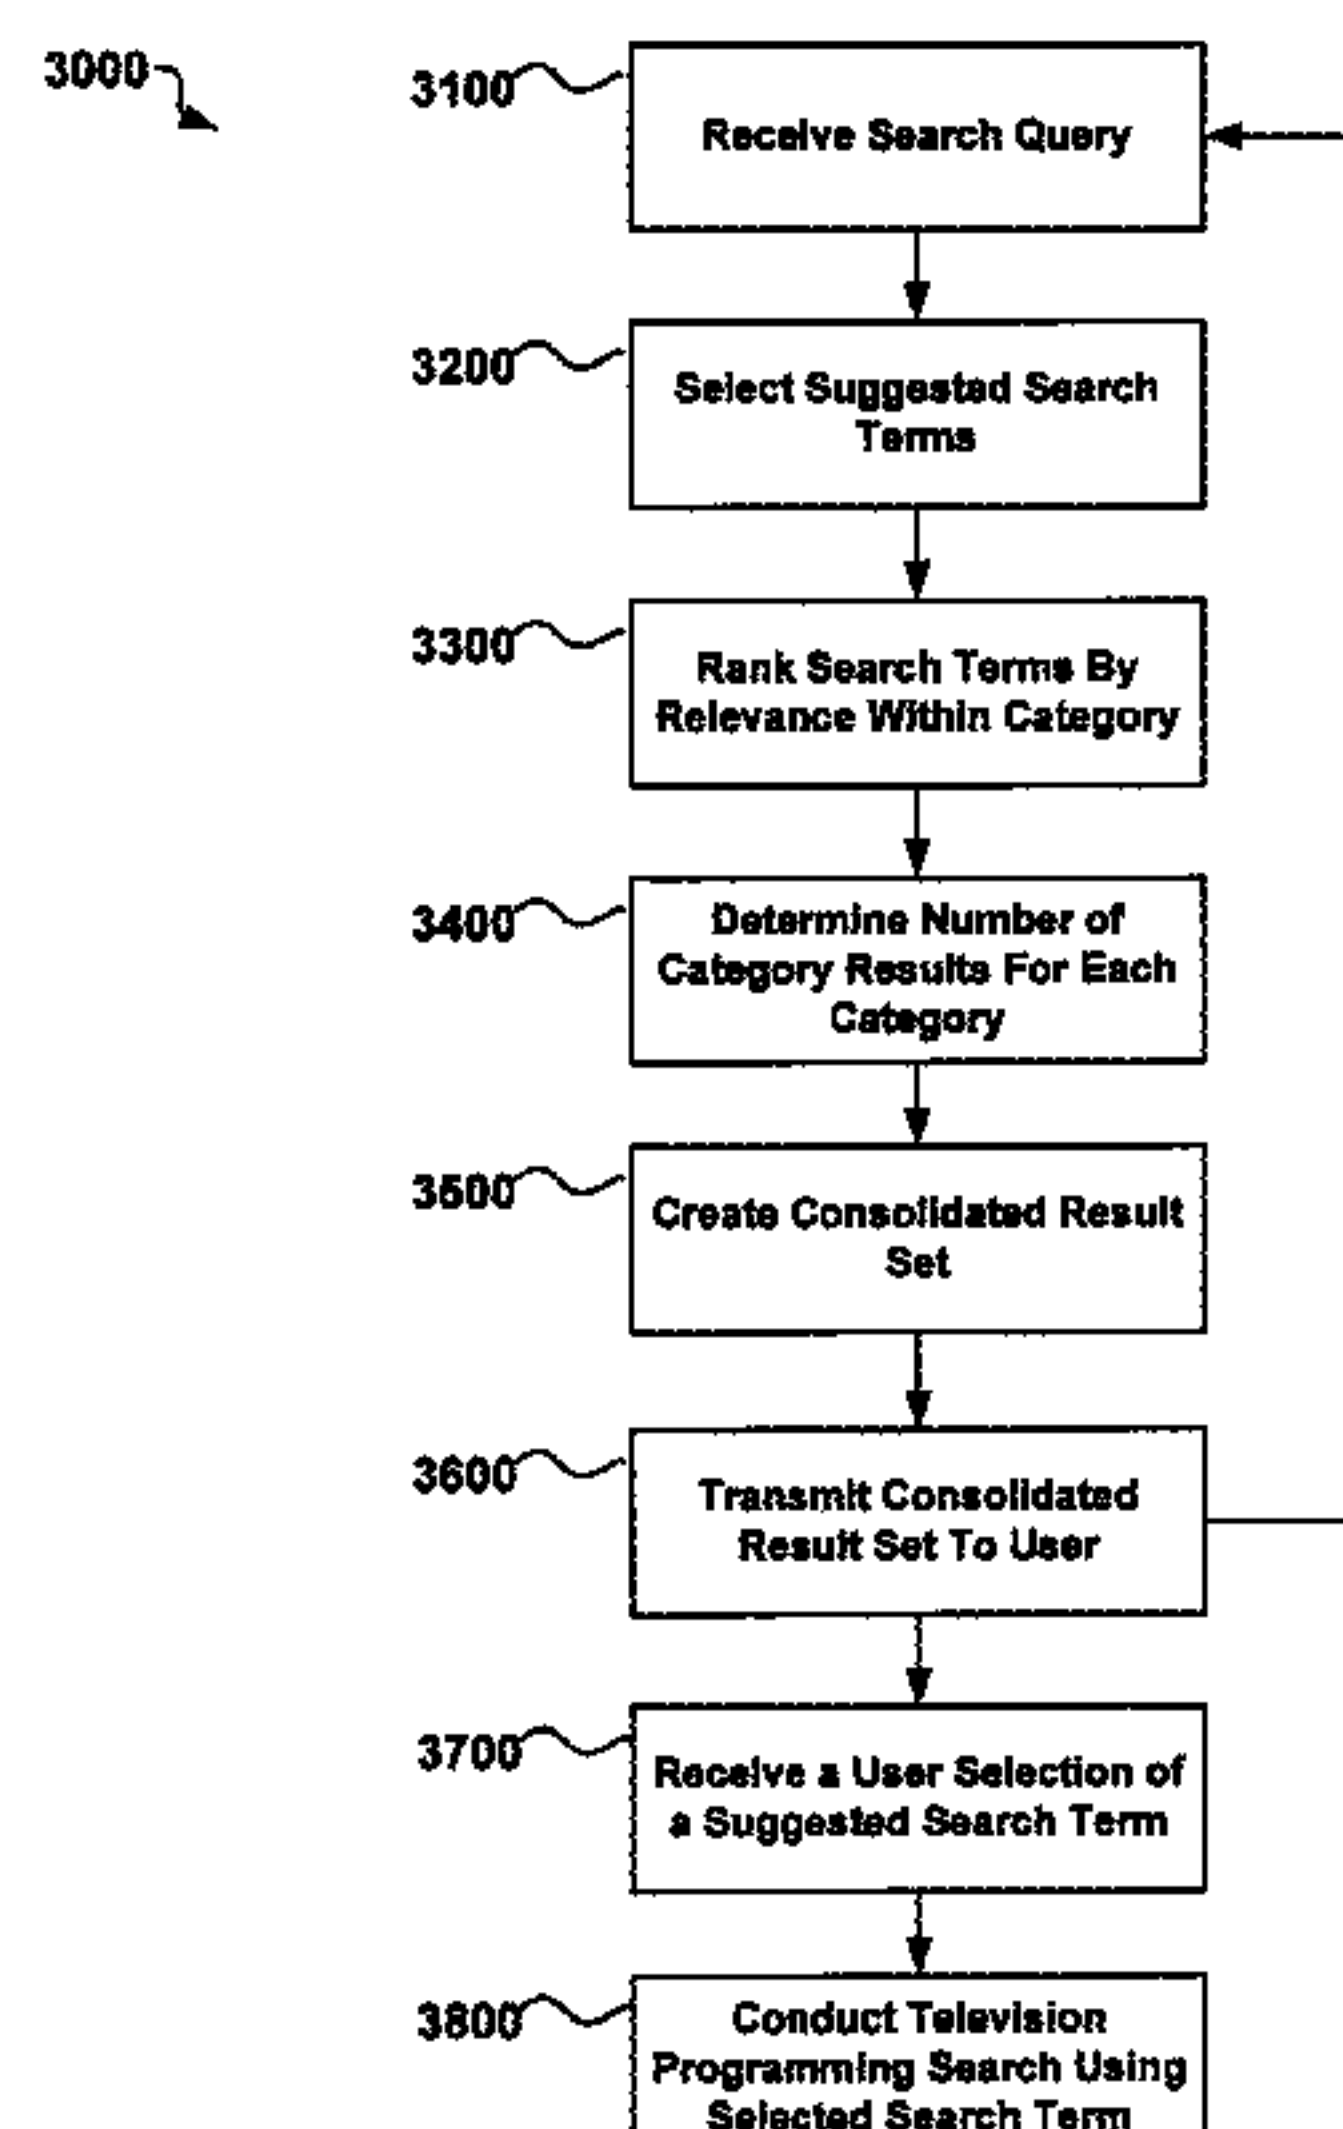 3000
3100
Receive Search Query
3200
Select Suggested Search
Terms
3300
Rank Search Terms By
Relevance Within Category
3400
Determine Number of
Category Results For Each
Category
3500
Create Consolidated Result
Set
3600
Transmit Consolidated
Result Set To User
3700
Receive a User Selection of
a Suggested Search Term
3800
Conduct Television
Programming Search Using
Selected Search Term